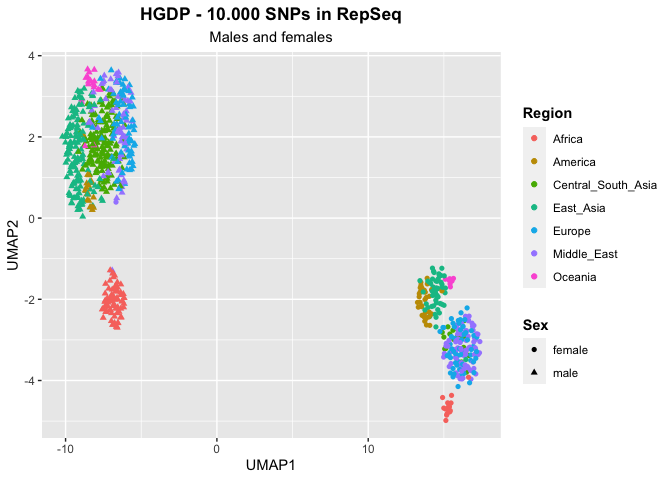 HGDP - 10.000 SNPs in RepSeq
Males and females
4
2
0
-2
-4
UMAP2
-10
0
10
UMAP1
Region
Africa
America
Central_South_Asia
East_Asia
Europe
Middle_East
Oceania
Sex
female
male